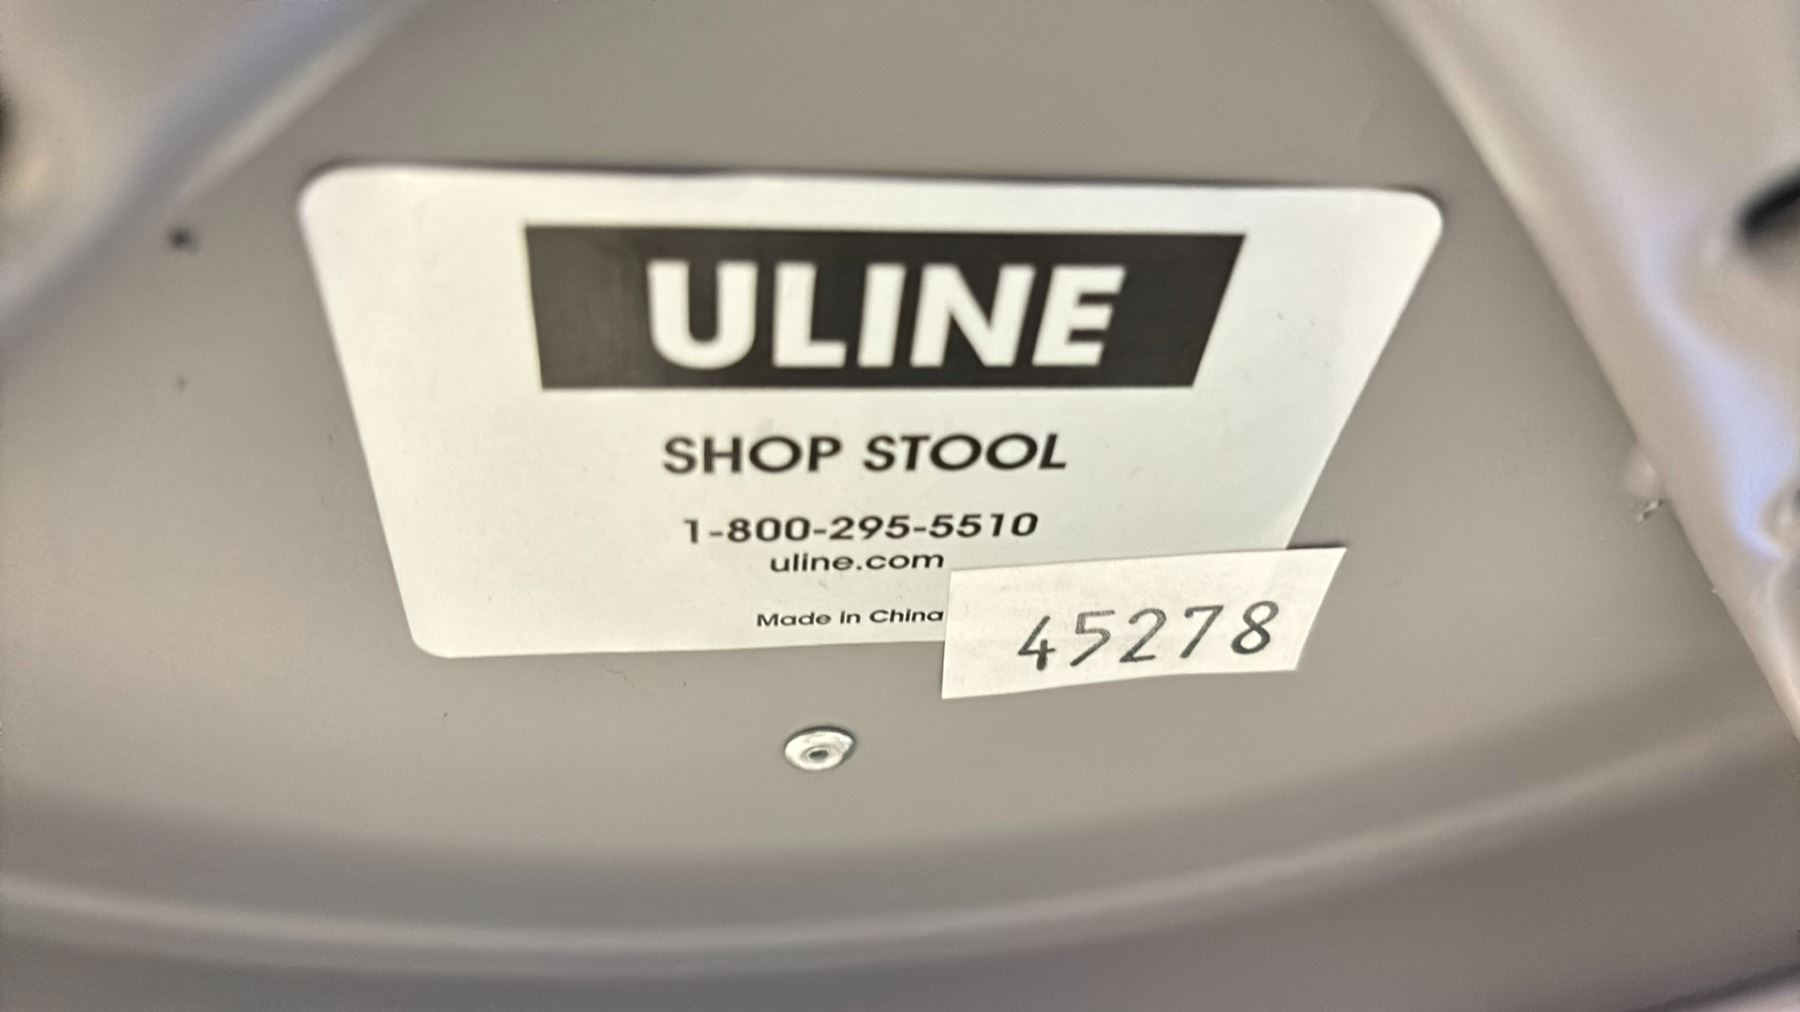 ULINE
SHOP STOOL
1-800-295-5510
uline.com
Made in China
45278